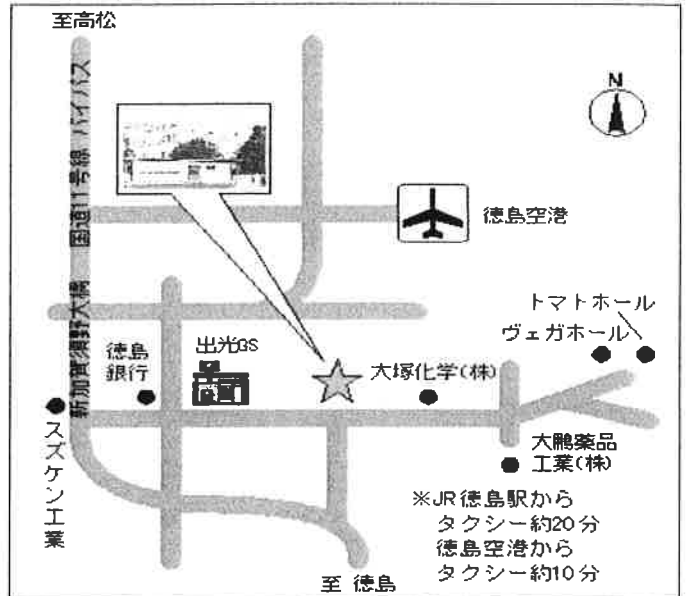 至高松
国道11号線 バイパス
新加賀須野大橋
N
徳島空港
トマトホール
ヴェガホール
徳島
銀行
出光GS
大塚化学(株)
スズケン工業
大鵬薬品
工業(株)
※JR徳島駅から
タクシー約20分
徳島空港から
タクシー約10分
至 徳島